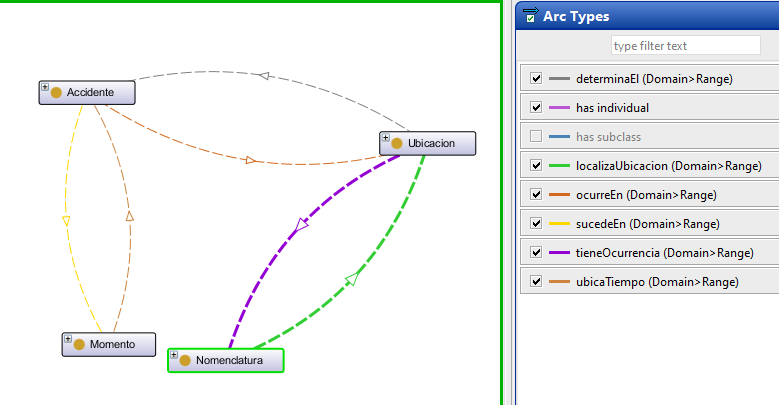 Arc Types
type filter text
Accidente
Ubicacion
Momento
Nomenclatura
determinaEl (Domain>Range)
has individual
has subclass
localizaUbicacion (Domain>Range)
ocurreEn (Domain>Range)
sucedeEn (Domain>Range)
tieneOcurrencia (Domain>Range)
ubicaTiempo (Domain>Range)